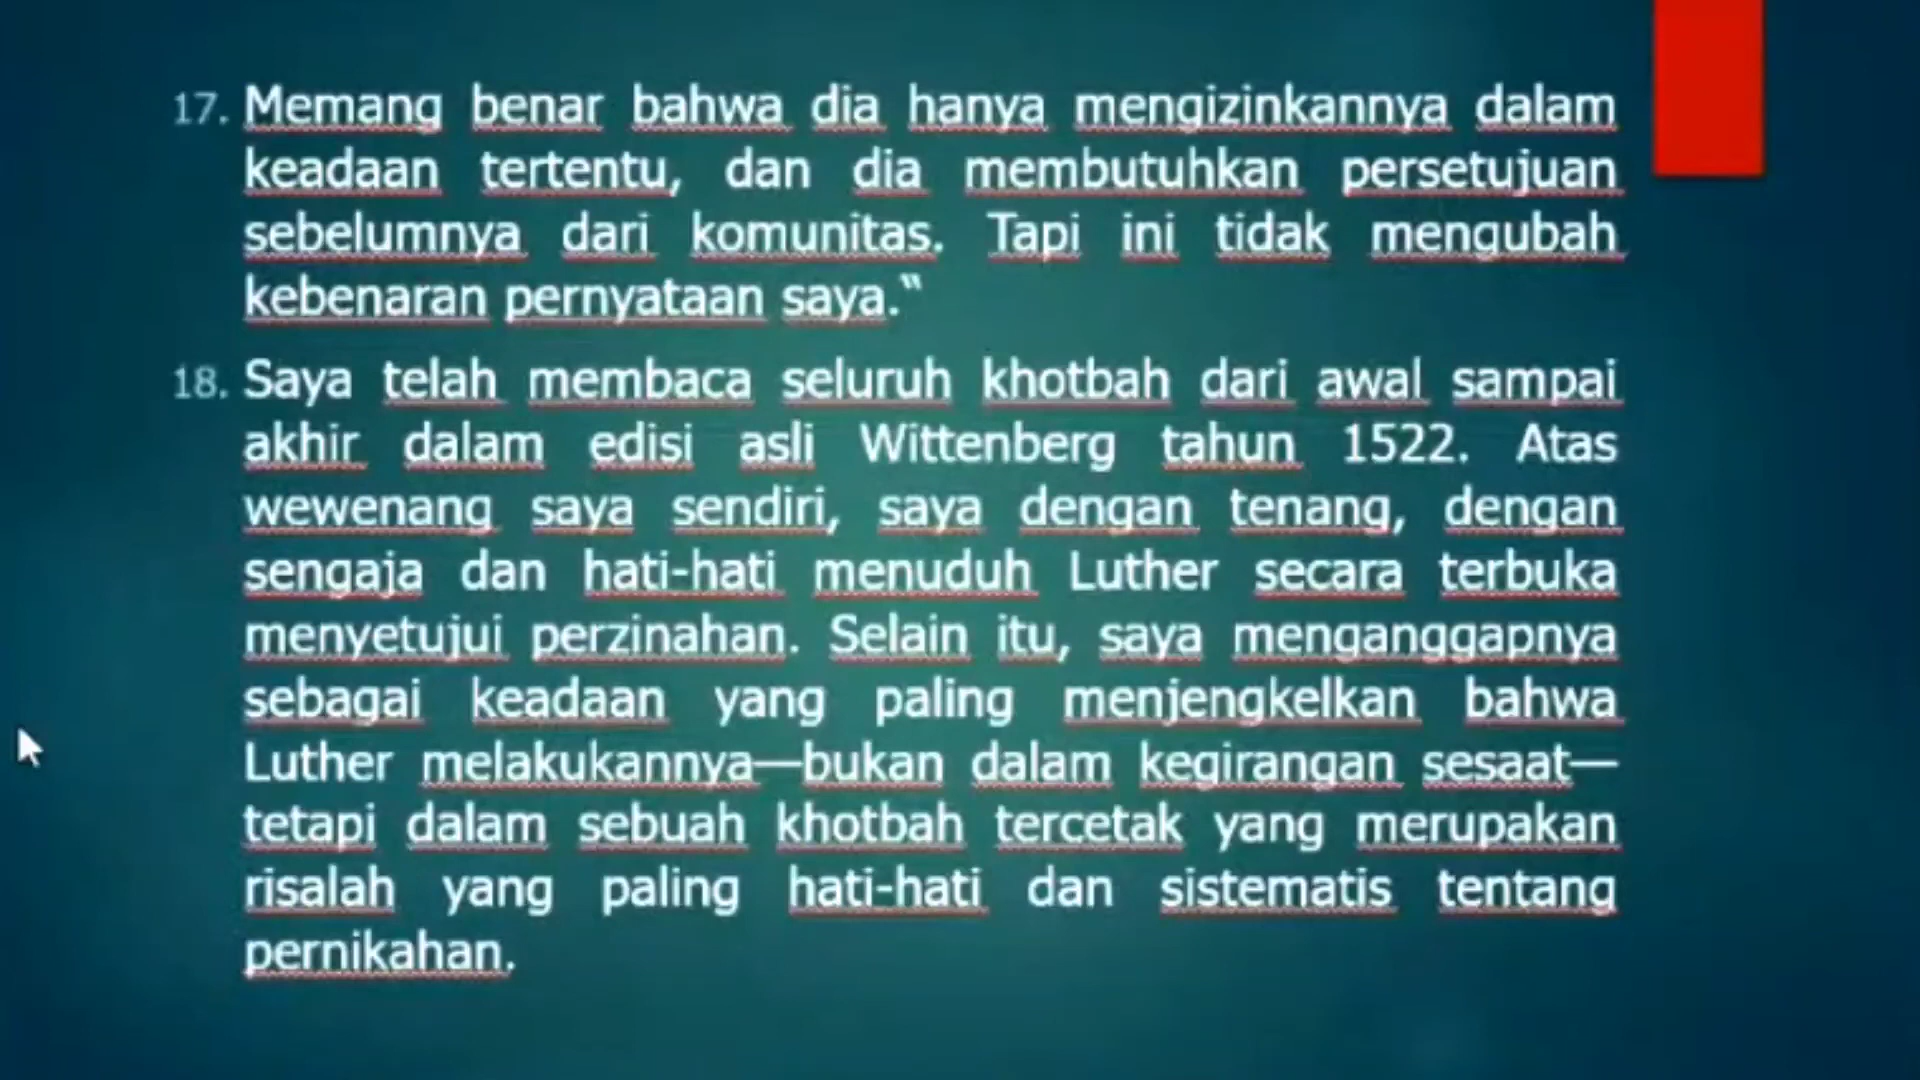 17. Memang benar bahwa dia hanya mengizinkannya dalam
keadaan tertentu, dan dia membutuhkan persetujuan
sebelumnya dari komunitas. Tapi ini tidak mengubah
kebenaran pernyataan saya."
18. Saya telah membaca seluruh khotbah dari awal sampai
akhir dalam edisi asli Wittenberg tahun 1522. Atas
wewenang saya sendiri, saya dengan tenang, dengan
sengaja dan hati-hati menuduh Luther secara terbuka
menyetujui perzinahan. Selain itu, saya menganggapnya
sebagai keadaan yang paling menjengkelkan bahwa
Luther melakukannya—bukan dalam kegirangan sesaat—
tetapi dalam sebuah khotbah tercetak yang merupakan
risalah yang paling hati-hati dan sistematis tentang
pernikahan.